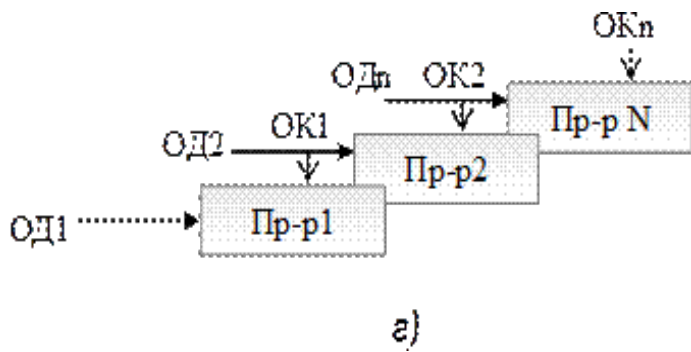 ОКn
ОДn ОК2
Пр-р N
ОД2 ОК1
Пр-р2
ОД1 Пр-р1
г)